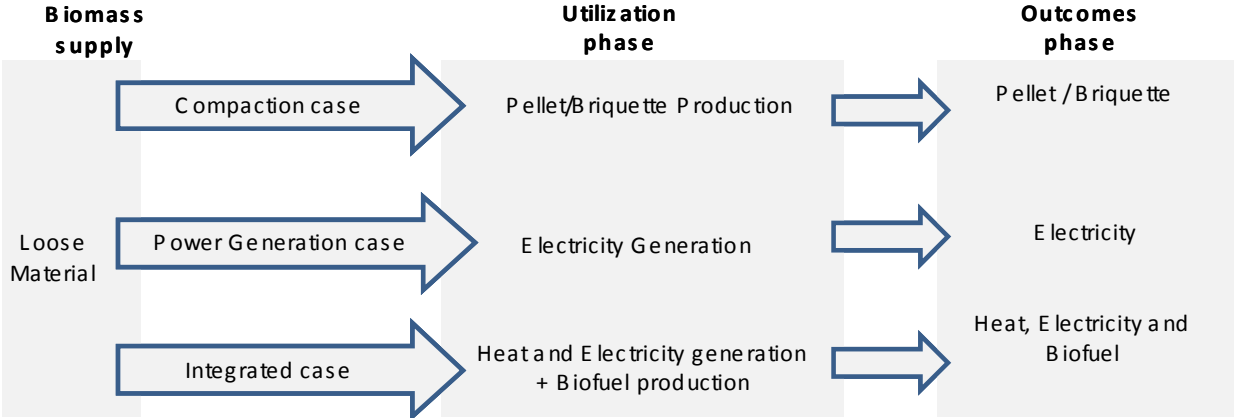 Biomass
supply
Utilization
phase
Outcomes
phase
Compaction case
Pellet/Briquette Production
Pellet / Briquette
Loose
Material
Power Generation case
Electricity Generation
Electricity
Integrated case
Heat and Electricity generation
+ Biofuel production
Heat, Electricity and
Biofuel